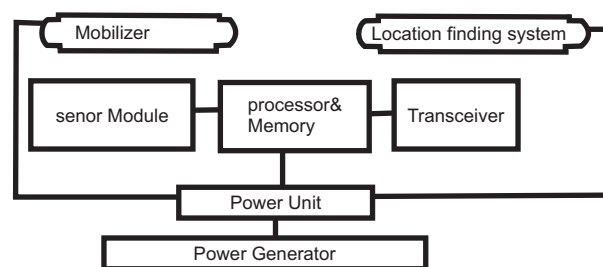 Mobilizer
Location finding system
senor Module
processor&
Memory
Transceiver
Power Unit
Power Generator